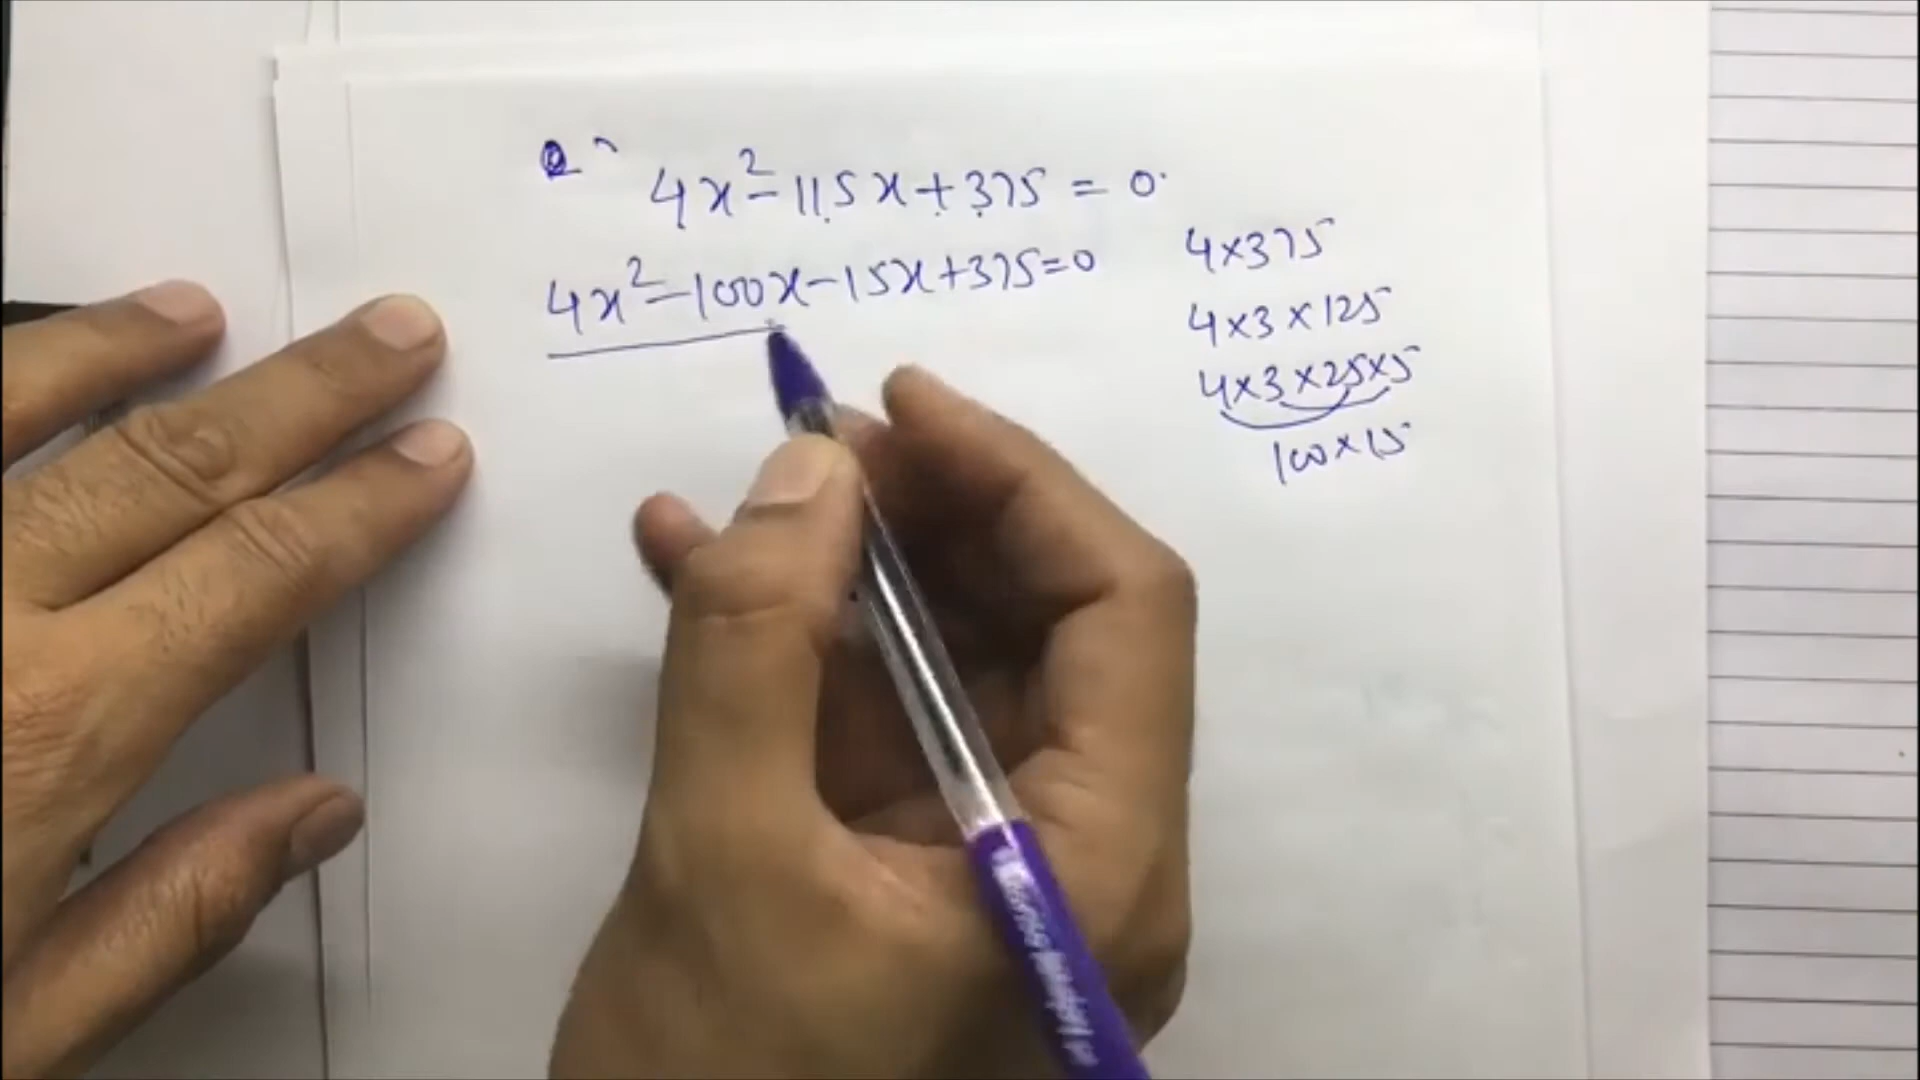 Q
4x² - 115x + 375 = 0
4x² - 100x - 15x + 375 = 0
4 × 375
4 × 3 × 125
4 × 3 × 25 × 5
100 × 15